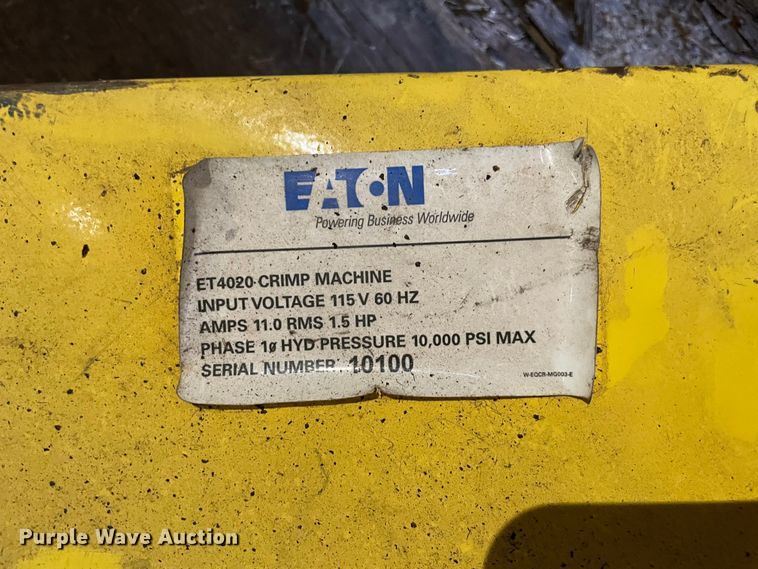 EATON
Powering Business Worldwide
ET4020 CRIMP MACHINE
INPUT VOLTAGE 115 V 60 HZ
AMPS 11.0 RMS 1.5 HP
PHASE 1ø HYD PRESSURE 10,000 PSI MAX
SERIAL NUMBER 10100
W-EQCR-MG003-E
Purple Wave Auction®